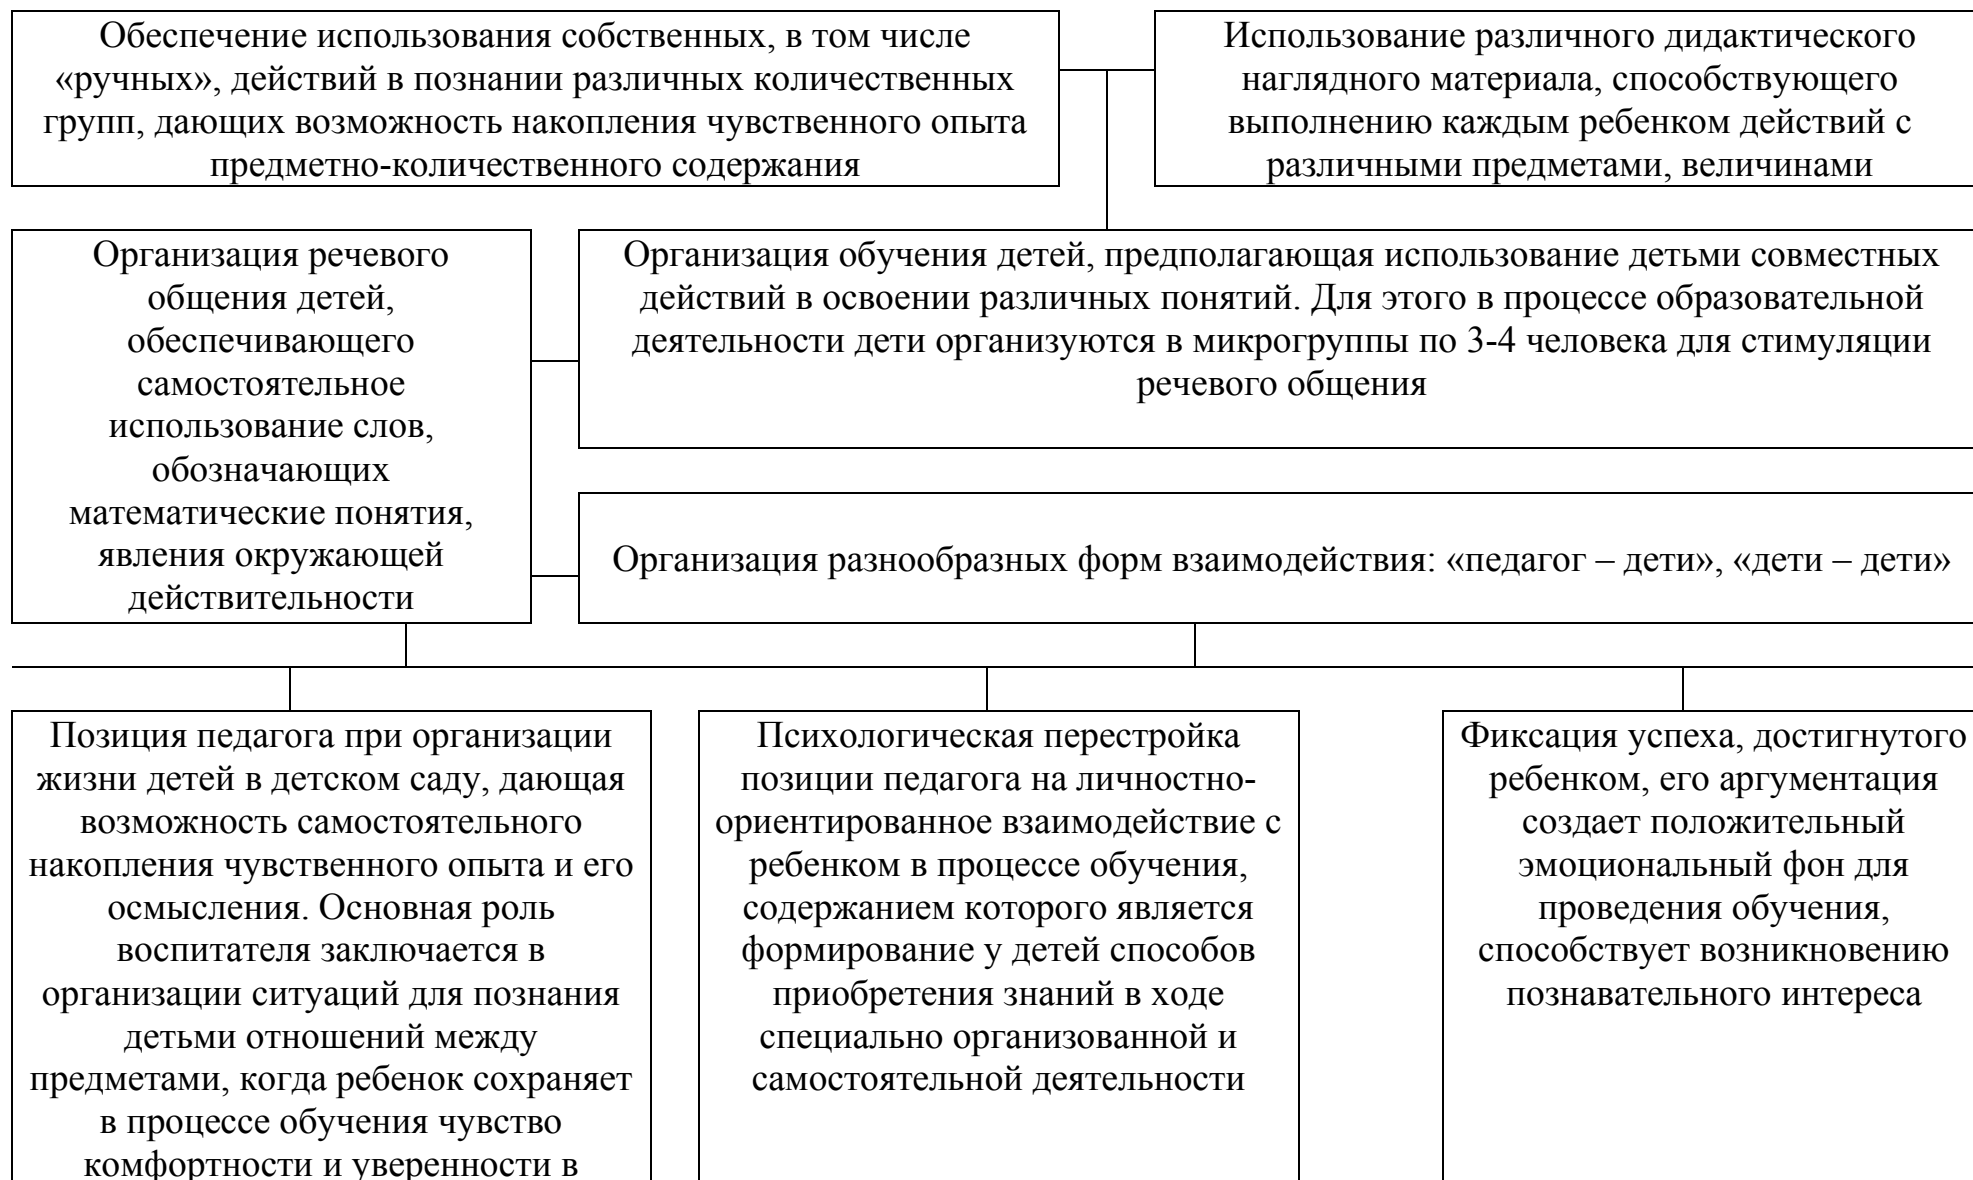 Обеспечение использования собственных, в том числе
«ручных», действий в познании различных количественных
групп, дающих возможность накопления чувственного опыта
предметно-количественного содержания
Использование различного дидактического
наглядного материала, способствующего
выполнению каждым ребенком действий с
различными предметами, величинами
Организация речевого
общения детей,
обеспечивающего
самостоятельное
использование слов,
обозначающих
математические понятия,
явления окружающей
действительности
Организация обучения детей, предполагающая использование детьми совместных
действий в освоении различных понятий. Для этого в процессе образовательной
деятельности дети организуются в микрогруппы по 3-4 человека для стимуляции
речевого общения
Организация разнообразных форм взаимодействия: «педагог – дети», «дети – дети»
Позиция педагога при организации
жизни детей в детском саду, дающая
возможность самостоятельного
накопления чувственного опыта и его
осмысления. Основная роль
воспитателя заключается в
организации ситуаций для познания
детьми отношений между
предметами, когда ребенок сохраняет
в процессе обучения чувство
комфортности и уверенности в
Психологическая перестройка
позиции педагога на личностно-
ориентированное взаимодействие с
ребенком в процессе обучения,
содержанием которого является
формирование у детей способов
приобретения знаний в ходе
специально организованной и
самостоятельной деятельности
Фиксация успеха, достигнутого
ребенком, его аргументация
создает положительный
эмоциональный фон для
проведения обучения,
способствует возникновению
познавательного интереса